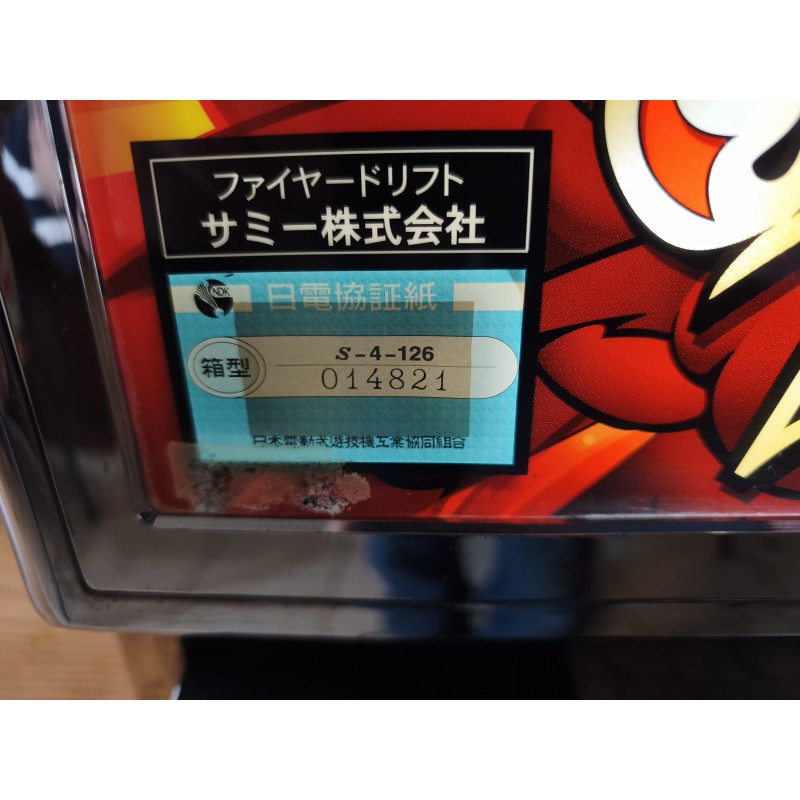 ファイヤードリフト
サミー株式会社
NDK
日電協証紙
箱型
S-4-126
014821
日本電動式遊技機工業協同組合